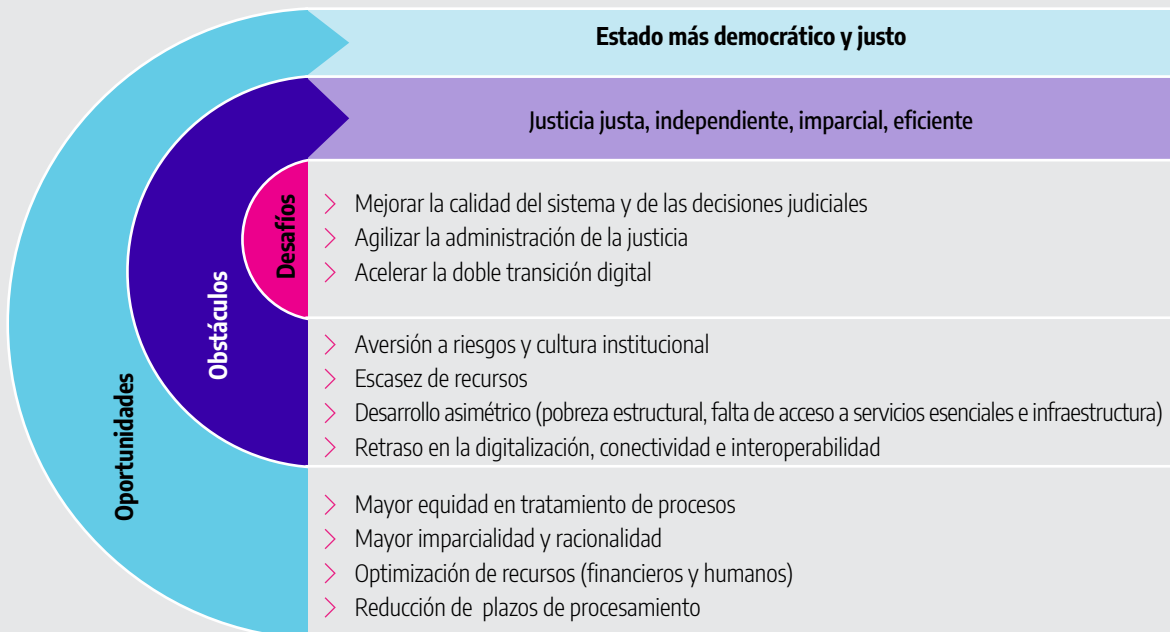 Estado más democrático y justo
Justicia justa, independiente, imparcial, eficiente
Desafíos
Mejorar la calidad del sistema y de las decisiones judiciales
Agilizar la administración de la justicia
Acelerar la doble transición digital
Obstáculos
Aversión a riesgos y cultura institucional
Escasez de recursos
Desarrollo asimétrico (pobreza estructural, falta de acceso a servicios esenciales e infraestructura)
Retraso en la digitalización, conectividad e interoperabilidad
Oportunidades
Mayor equidad en tratamiento de procesos
Mayor imparcialidad y racionalidad
Optimización de recursos (financieros y humanos)
Reducción de plazos de procesamiento